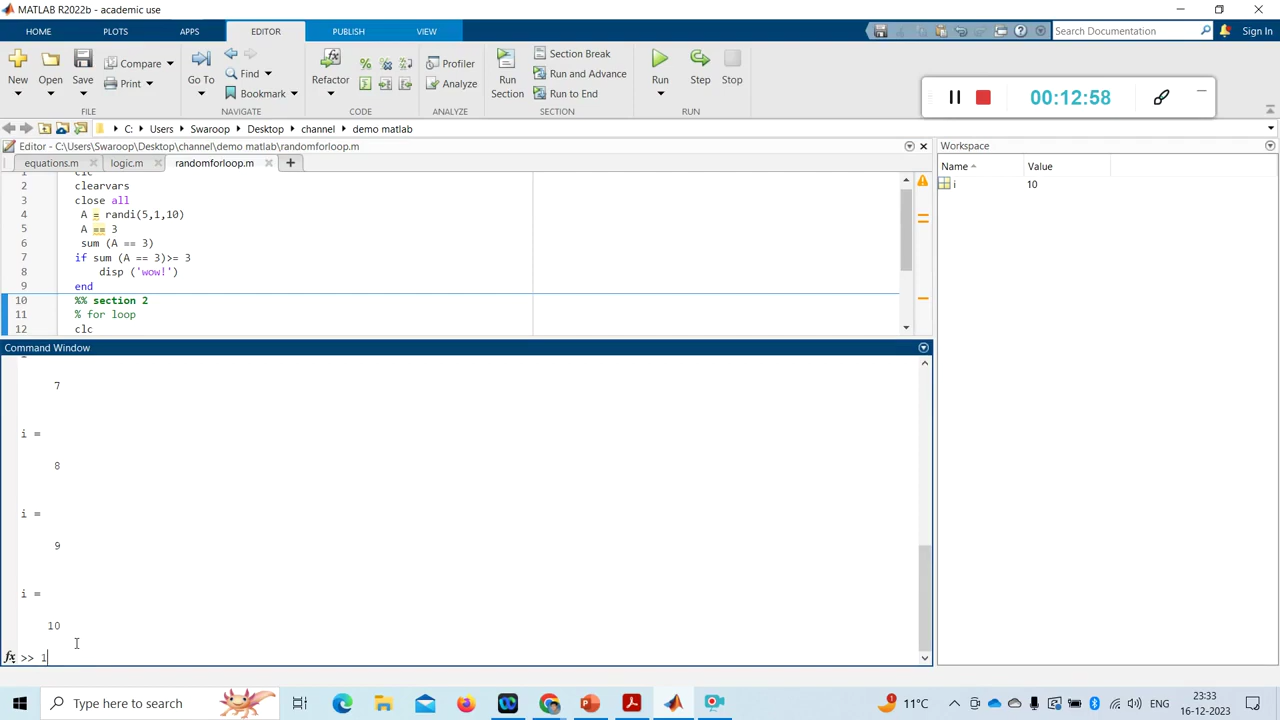 MATLAB R2022b - academic use
HOME PLOTS APPS EDITOR PUBLISH VIEW
Search Documentation
Sign In
New Open Save Compare Print Go To Find Bookmark Refactor Profiler Analyze Run Section Section Break Run and Advance Run to End Run Step Stop
FILE NAVIGATE CODE ANALYZE SECTION RUN
00:12:58
C: Users Swaroop Desktop channel demo matlab
Editor - C:\Users\Swaroop\Desktop\channel\demo matlab\randomforloop.m
equations.m logic.m randomforloop.m
1 clc
2 clearvars
3 close all
4 A = randi(5,1,10)
5 A == 3
6 sum (A == 3)
7 if sum (A == 3)>= 3
8 disp ('wow!')
9 end
10 %% section 2
11 % for loop
12 clc
Workspace
Name Value
i 10
Command Window
7
i =
8
i =
9
i =
10
fx >> 1
Type here to search
11°C
ENG
23:33
16-12-2023